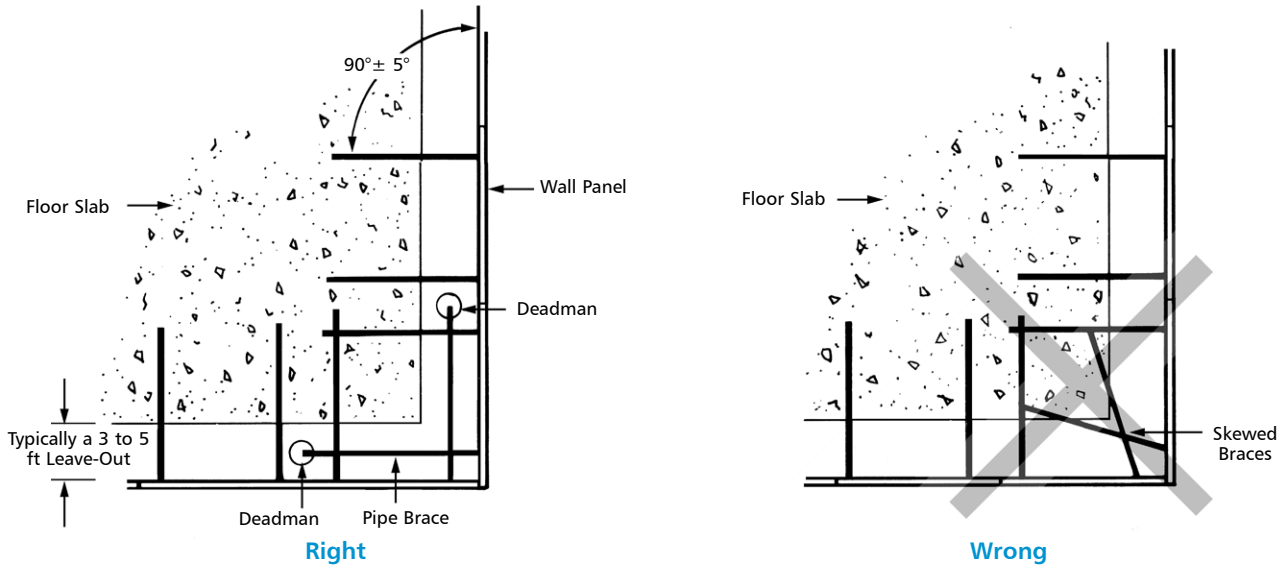 90°± 5°
Floor Slab
Wall Panel
Deadman
Typically a 3 to 5
ft Leave-Out
Deadman
Pipe Brace
Right
Floor Slab
Skewed
Braces
Wrong